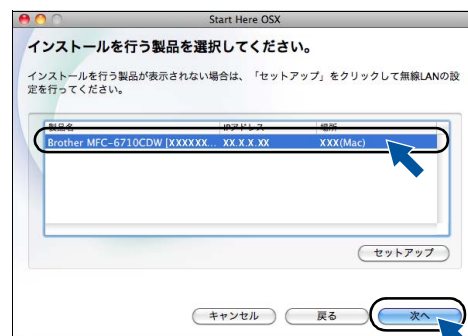 Start Here OSX
インストールを行う製品を選択してください。
インストールを行う製品が表示されない場合は、「セットアップ」をクリックして無線LANの設
定を行ってください。
製品名 IPアドレス 場所
Brother MFC-6710CDW [XXXXXX... XX.X.X.XX XXX(Mac)
セットアップ
キャンセル 戻る 次へ